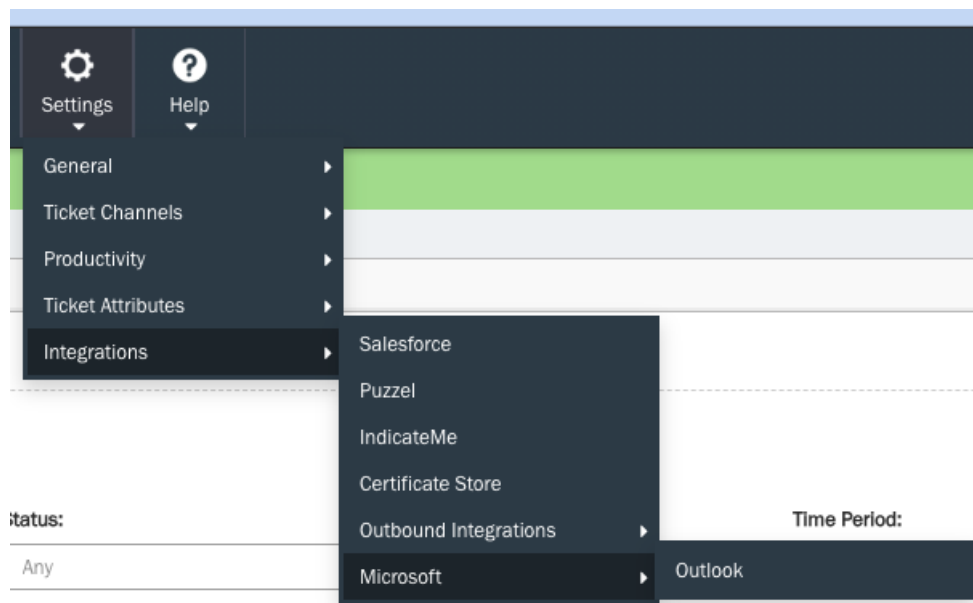 Settings
Help
General
Ticket Channels
Productivity
Ticket Attributes
Integrations
Salesforce
Puzzel
IndicateMe
Certificate Store
Outbound Integrations
Microsoft
Outlook
Time Period:
Any